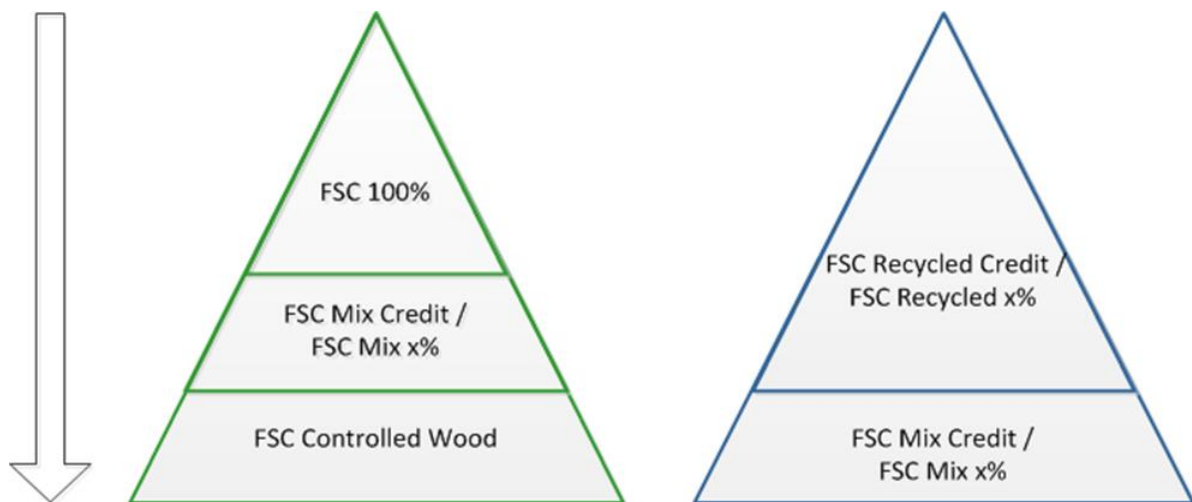 FSC 100%
FSC Mix Credit /
FSC Mix x%
FSC Controlled Wood
FSC Recycled Credit /
FSC Recycled x%
FSC Mix Credit /
FSC Mix x%